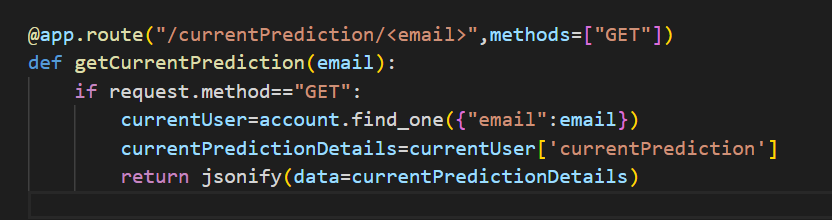 @app.route("/currentPrediction/<email>",methods=["GET"])
def getCurrentPrediction(email):
    if request.method=="GET":
        currentUser=account.find_one({"email":email})
        currentPredictionDetails=currentUser['currentPrediction']
        return jsonify(data=currentPredictionDetails)